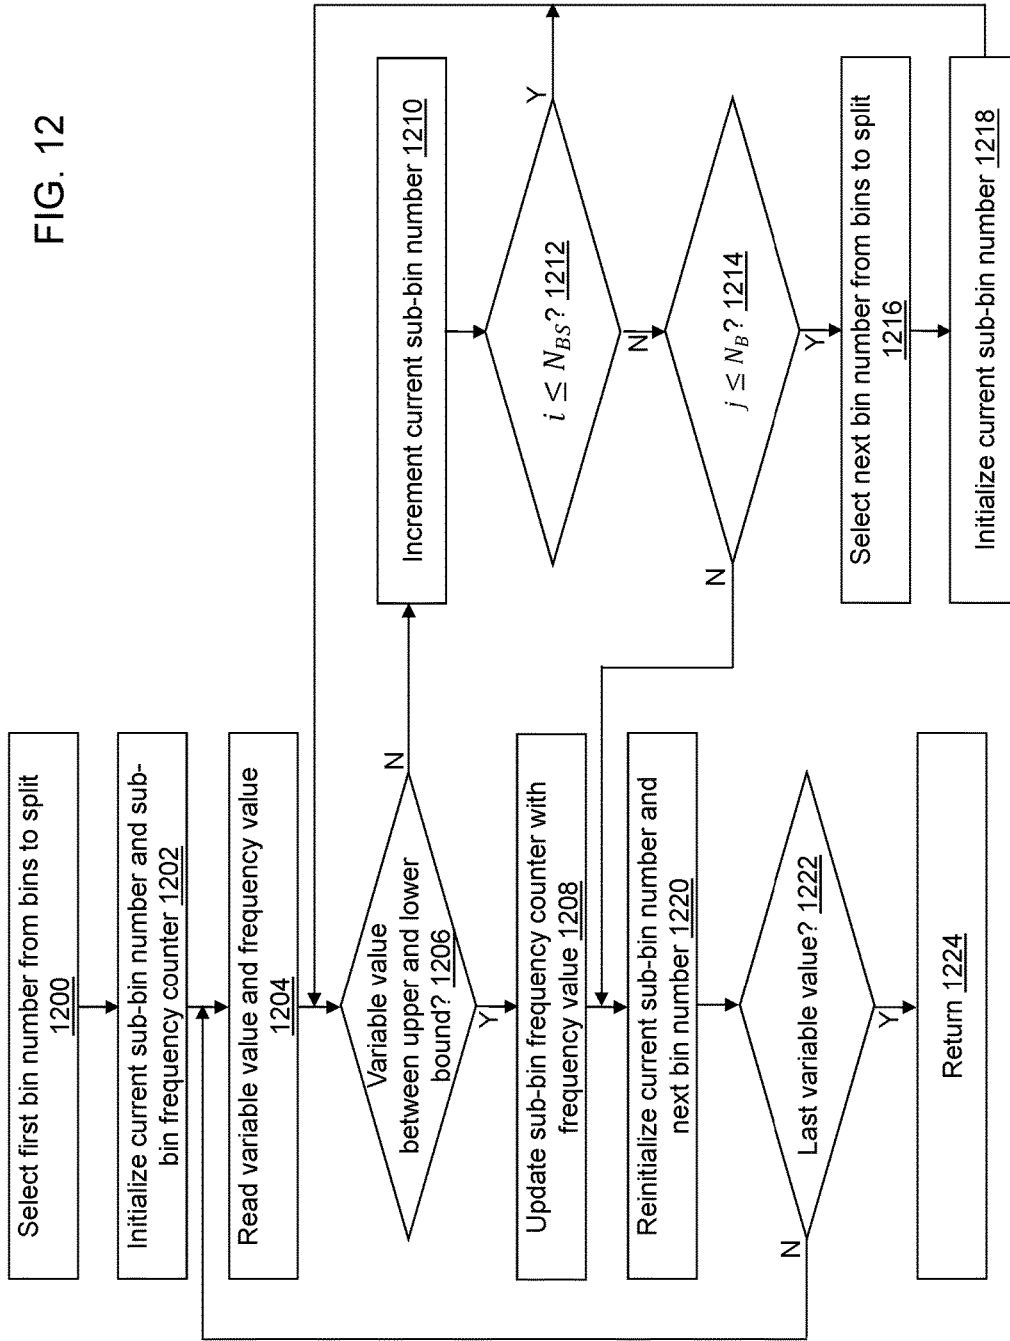 FIG. 12
Select first bin number from bins to split
1200
Initialize current sub-bin number and sub-
bin frequency counter 1202
Read variable value and frequency value
1204
Variable value
between upper and lower
bound? 1206
N
Y
Update sub-bin frequency counter with
frequency value 1208
Reinitialize current sub-bin number and
next bin number 1220
Last variable value? 1222
N
Y
Return 1224
Increment current sub-bin number 1210
i ≤ N_BS? 1212
Y
N
j ≤ N_B? 1214
N
Y
Select next bin number from bins to split
1216
Initialize current sub-bin number 1218